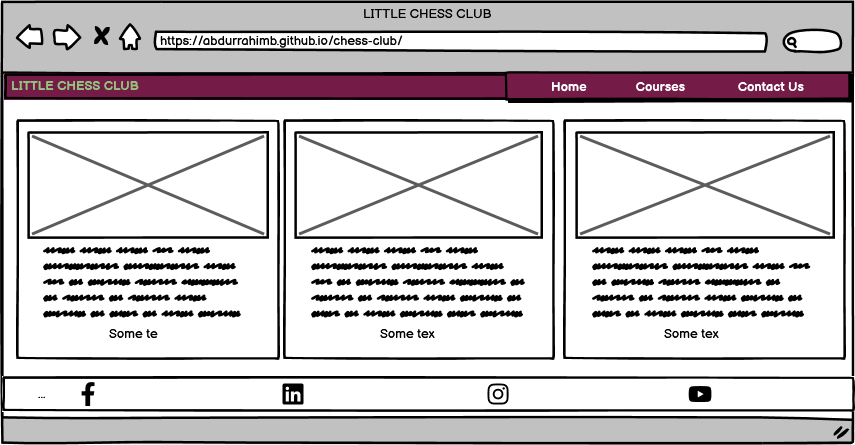 LITTLE CHESS CLUB
https://abdurrahimb.github.io/chess-club/
LITTLE CHESS CLUB Home Courses Contact Us
Some te Some tex Some tex
...